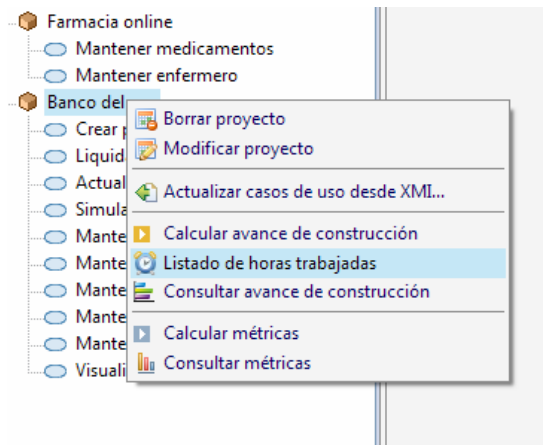 Farmacia online
Mantener medicamentos
Mantener enfermero
Banco del
Crear
Borrar proyecto
Modificar proyecto
Actualizar casos de uso desde XMI...
Calcular avance de construcción
Listado de horas trabajadas
Consultar avance de construcción
Calcular métricas
Consultar métricas